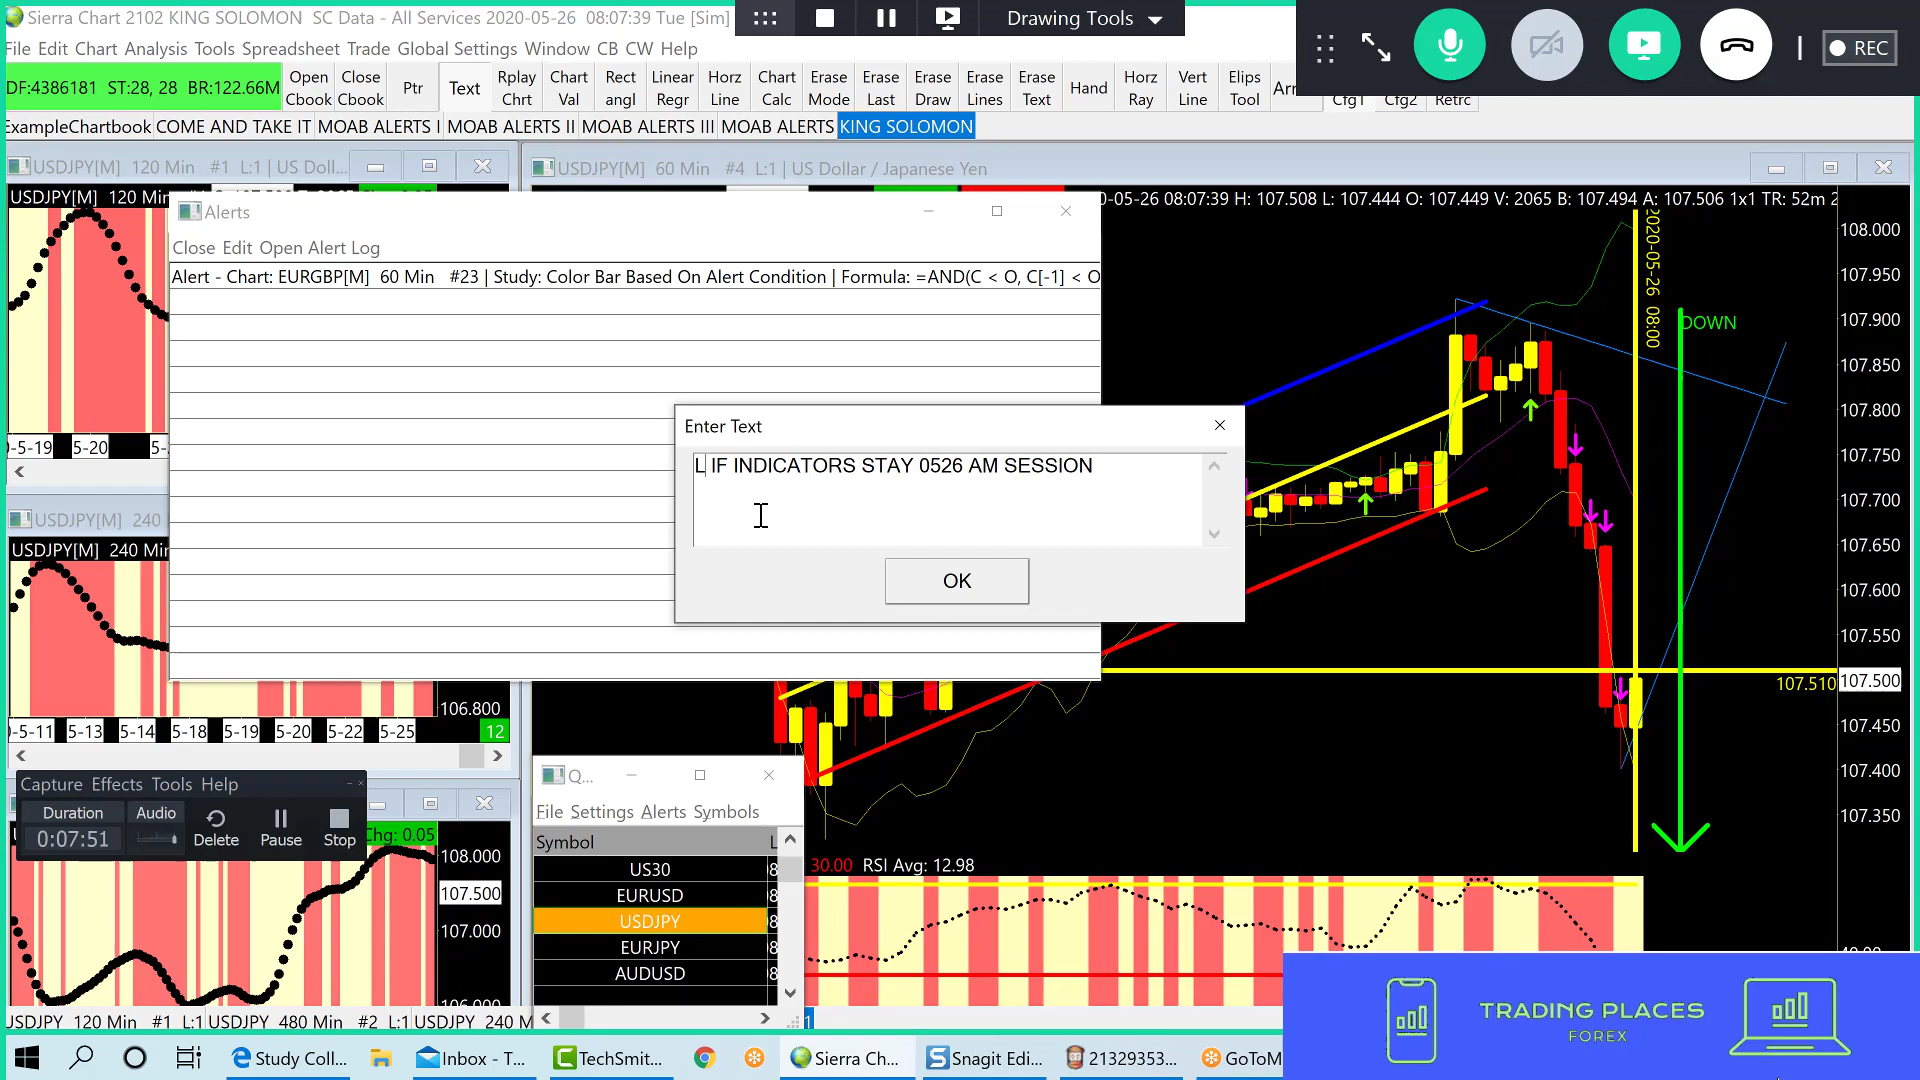 Sierra Chart 2102 KING SOLOMON SC Data - All Services 2020-05-26 08:07:39 Tue [Sim]
Drawing Tools
REC
File Edit Chart Analysis Tools Spreadsheet Trade Global Settings Window CB CW Help
DF:4386181 ST:28, 28 BR:122.66M
Open Cbook
Close Cbook
Ptr
Text
Rplay Chrt
Chart Val
Rect angl
Linear Regr
Horz Line
Chart Calc
Erase Mode
Erase Last
Erase Draw
Erase Lines
Erase Text
Hand
Horz Ray
Vert Line
Elips Tool
Cfg1
Cfg2
Retrc
ExampleChartbook COME AND TAKE IT MOAB ALERTS I MOAB ALERTS II MOAB ALERTS III MOAB ALERTS KING SOLOMON
USDJPY[M] 120 Min #1 L:1 | US Doll...
USDJPY[M] 60 Min #4 L:1 | US Dollar / Japanese Yen
USDJPY[M] 120 Min
-05-26 08:07:39 H: 107.508 L: 107.444 O: 107.449 V: 2065 B: 107.494 A: 107.506 1x1 TR: 52m 2
Alerts
Close Edit Open Alert Log
Alert - Chart: EURGBP[M] 60 Min #23 | Study: Color Bar Based On Alert Condition | Formula: =AND(C < O, C[-1] < O
2020-05-26 08:00
DOWN
108.000
107.950
107.900
107.850
107.800
107.750
107.700
107.650
107.600
107.550
107.510
107.500
107.450
107.400
107.350
Enter Text
L IF INDICATORS STAY 0526 AM SESSION
OK
0-5-19 5-20 5-
USDJPY[M] 240
USDJPY[M] 240 Min
106.800
0-5-11 5-13 5-14 5-18 5-19 5-20 5-22 5-25 12
Capture Effects Tools Help
Duration
0:07:51
Audio
Delete
Pause
Stop
Chg: 0.05
108.000
107.500
107.000
106.000
Q...
File Settings Alerts Symbols
Symbol L
US30
EURUSD
USDJPY
EURJPY
AUDUSD
30.00 RSI Avg: 12.98
USDJPY 120 Min #1 L:1 USDJPY 480 Min #2 L:1 USDJPY 240 M
TRADING PLACES
FOREX
Study Coll...
Inbox - T...
TechSmit...
Sierra Ch...
Snagit Edi...
21329353...
GoToM